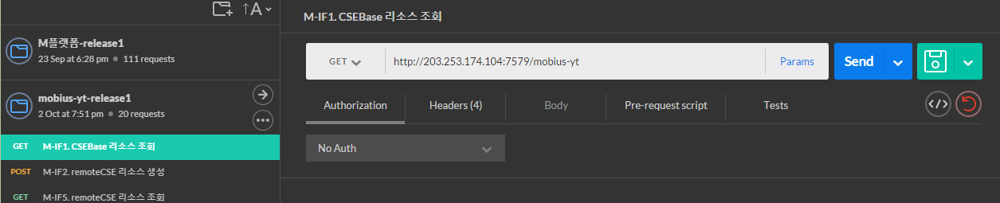 ↑A
M플랫폼-release1
23 Sep at 6:28 pm ● 111 requests
mobius-yt-release1
2 Oct at 7:51 pm ● 20 requests
GET M-IF1. CSEBase 리소스 조회
POST M-IF2. remoteCSE 리소스 생성
GET M-IF5. remoteCSE 리소스 조회
M-IF1. CSEBase 리소스 조회
GET http://203.253.174.104:7579/mobius-yt Params Send
Authorization Headers (4) Body Pre-request script Tests </>
No Auth